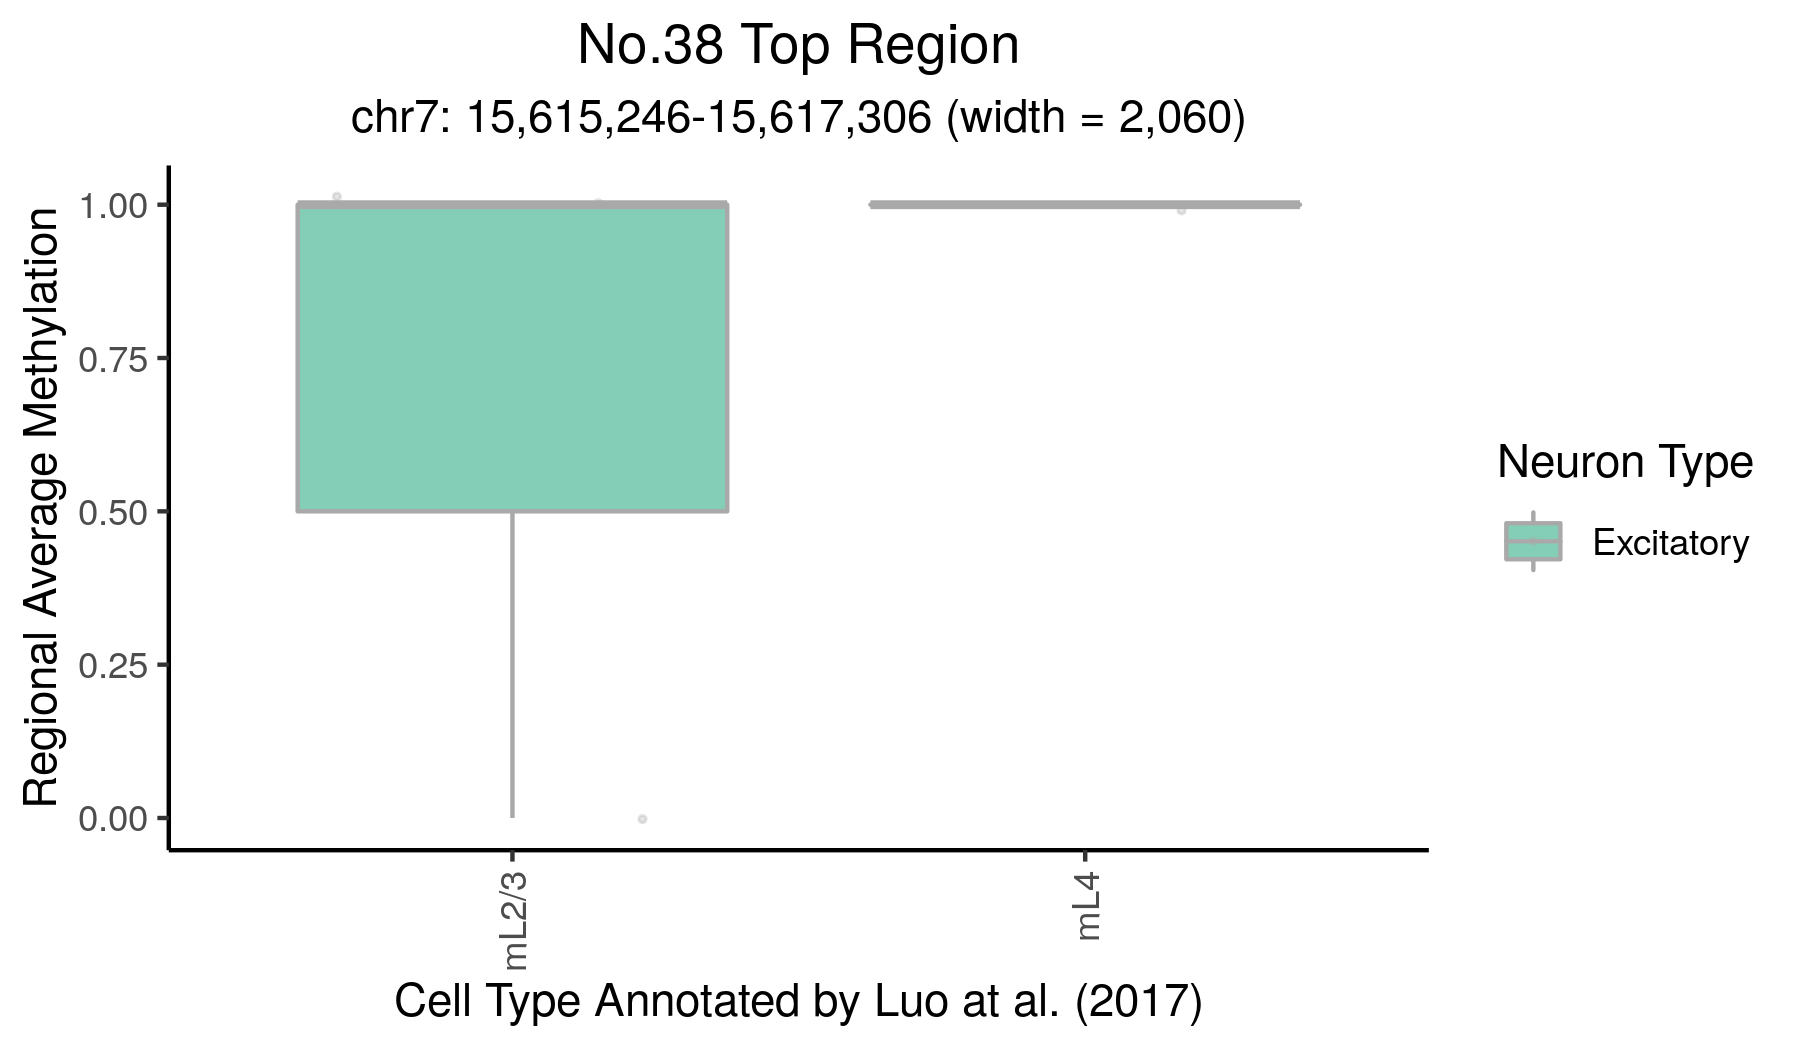 No.38 Top Region
chr7: 15,615,246-15,617,306 (width = 2,060)
Regional Average Methylation
1.00
0.75
0.50
0.25
0.00
mL2/3
mL4
Cell Type Annotated by Luo at al. (2017)
Neuron Type
Excitatory